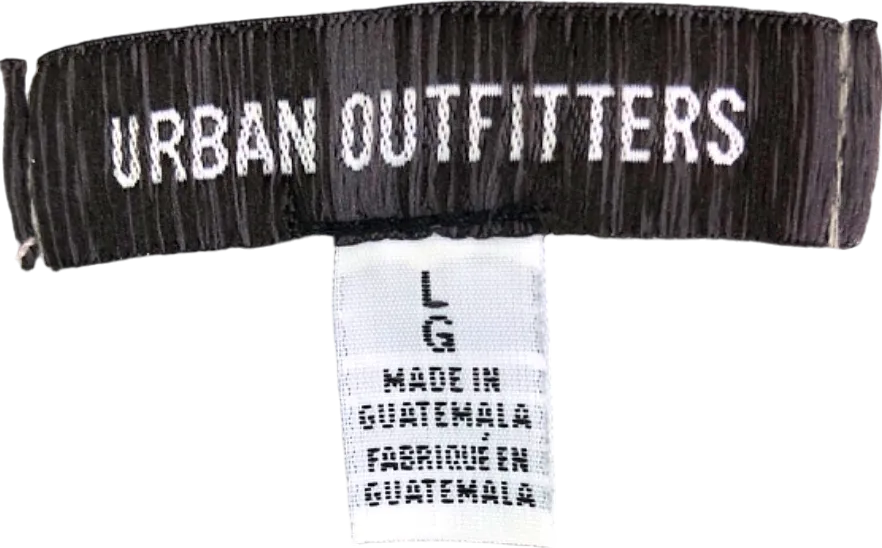 URBAN OUTFITTERS
L
G
MADE IN
GUATEMALA
FABRIQUÉ EN
GUATEMALA